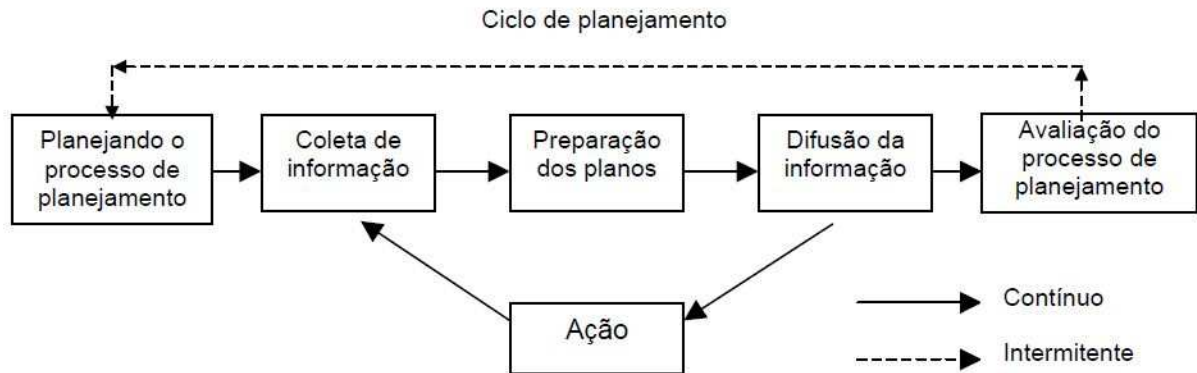 Ciclo de planejamento
Planejando o
processo de
planejamento
Coleta de
informação
Preparação
dos planos
Difusão da
informação
Avaliação do
processo de
planejamento
Ação
Contínuo
Intermitente